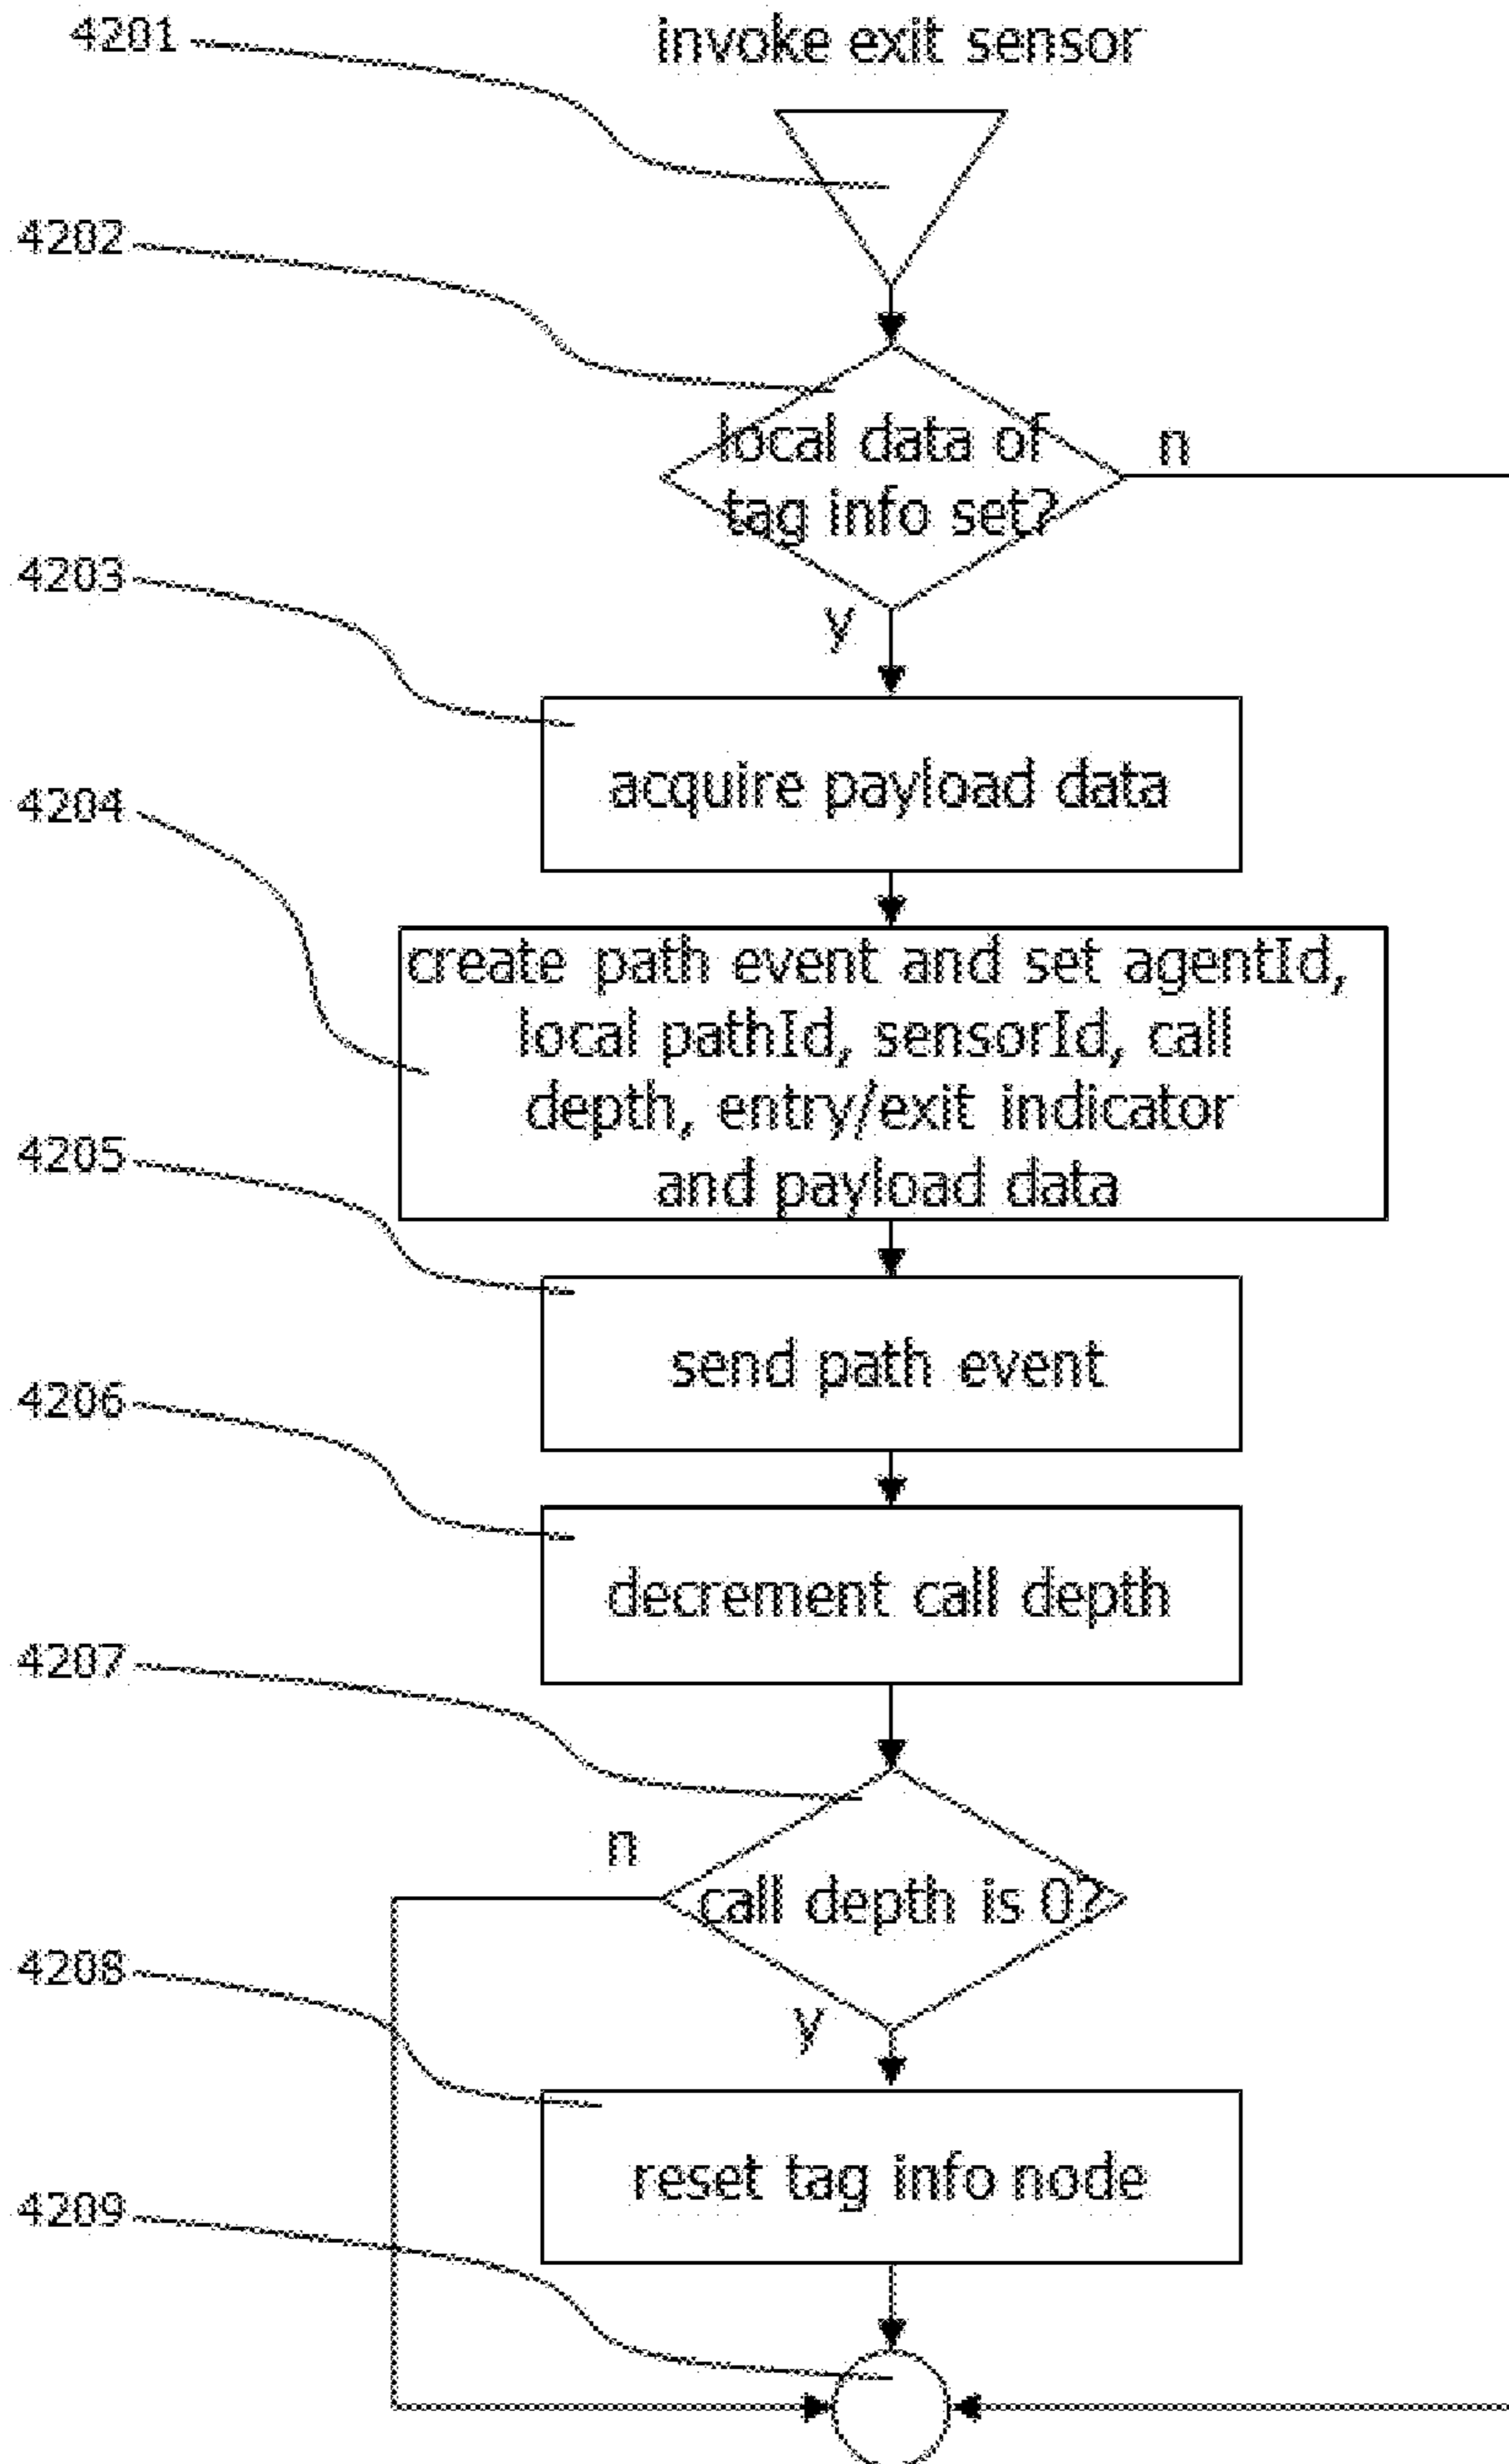 4201
invoke exit sensor
4202
local data of
tag info set?
n
y
4203
acquire payload data
4204
create path event and set agentId,
local pathId, sensorId, call
depth, entry/exit indicator
and payload data
4205
send path event
4206
decrement call depth
4207
n
call depth is 0?
y
4208
reset tag info node
4209